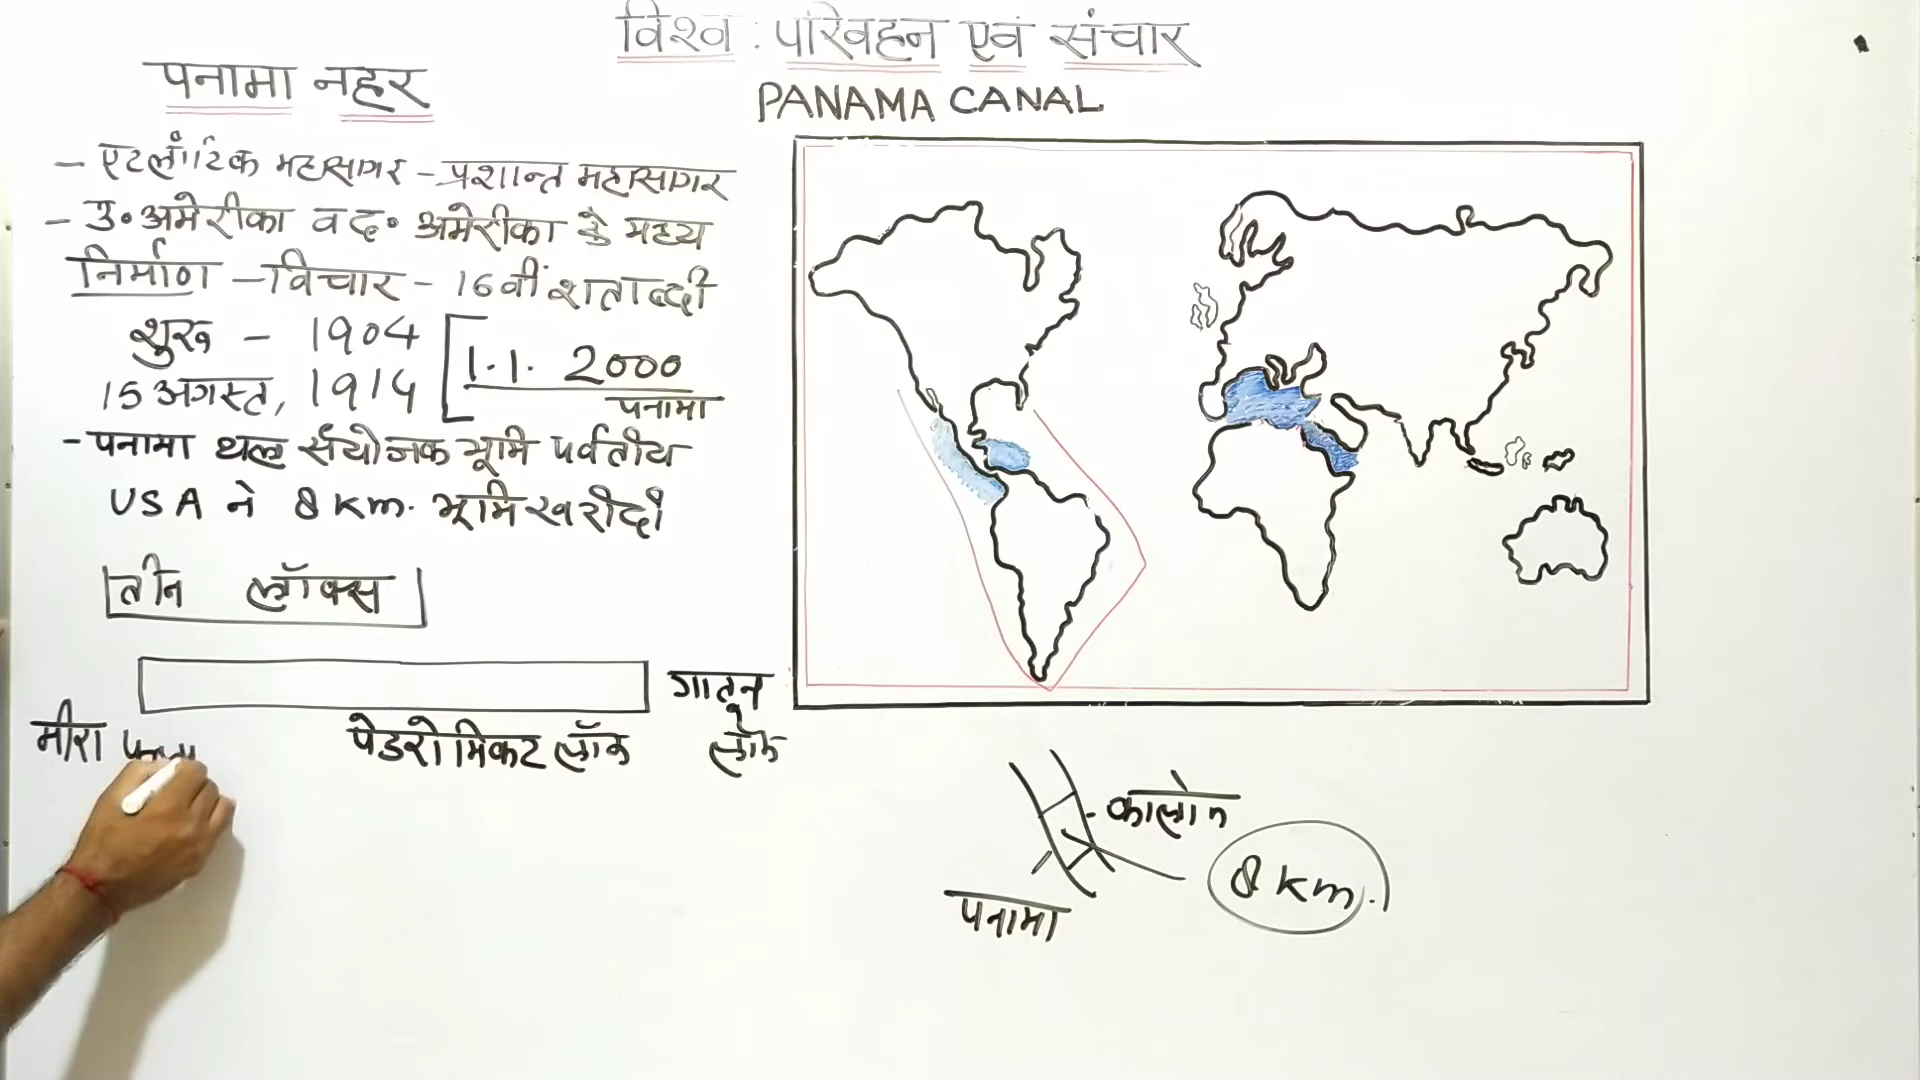 विश्व : परिवहन एवं संचार
PANAMA CANAL
पनामा नहर
- एटलांटिक महासागर - प्रशान्त महासागर
- उ॰ अमेरीका व द॰ अमेरीका के मध्य
निर्माण - विचार - 16वीं शताब्दी
शुरू - 1904
15 अगस्त, 1914
1.1. 2000
पनामा
- पनामा थल संयोजक भूमि पर्वतीय
USA ने 8 km. भूमि खरीदी
तीन लॉक्स
गातून
लॉक
पेडरो मिकट लॉक
मीरा
कालोन
8 km.
पनामा